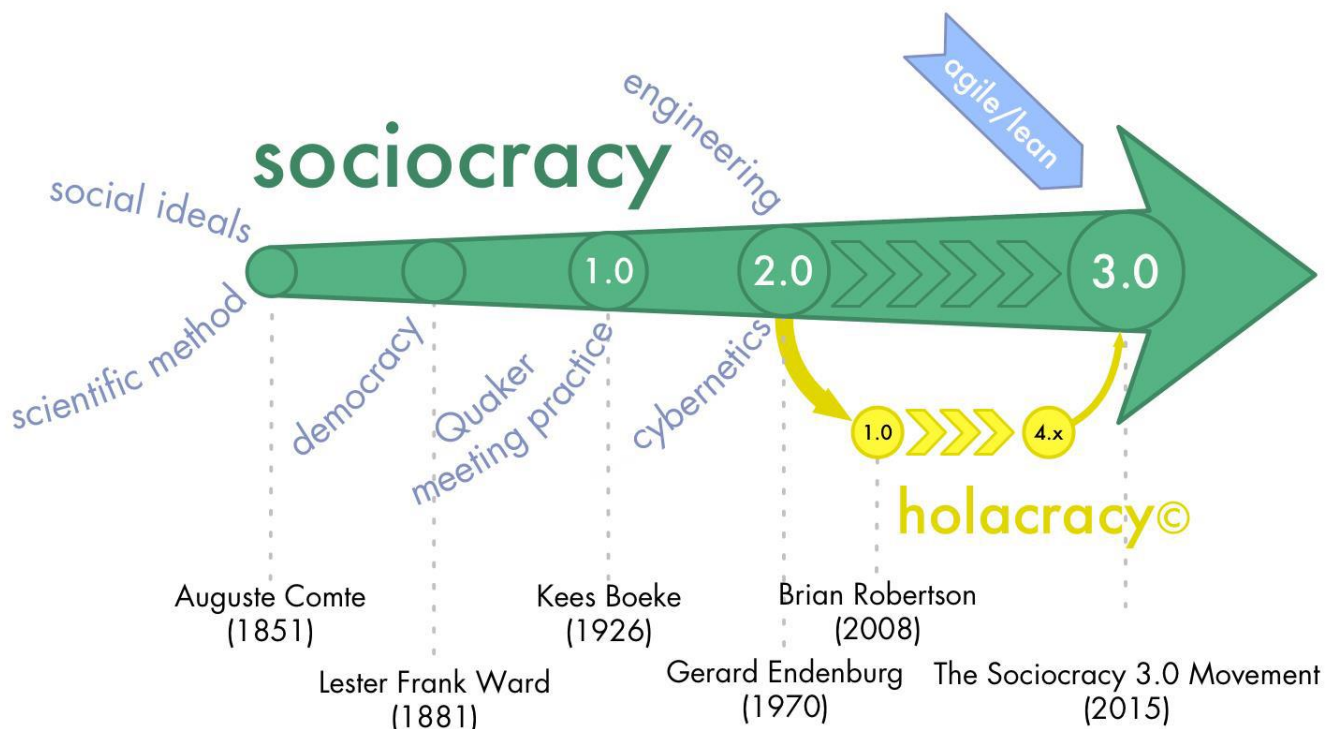 engineering
agile/lean
sociocracy
social ideals
1.0
2.0
3.0
scientific method
democracy
Quaker
meeting practice
cybernetics
1.0
4.x
holacracy©
Auguste Comte
(1851)
Kees Boeke
(1926)
Brian Robertson
(2008)
Lester Frank Ward
(1881)
Gerard Endenburg
(1970)
The Sociocracy 3.0 Movement
(2015)